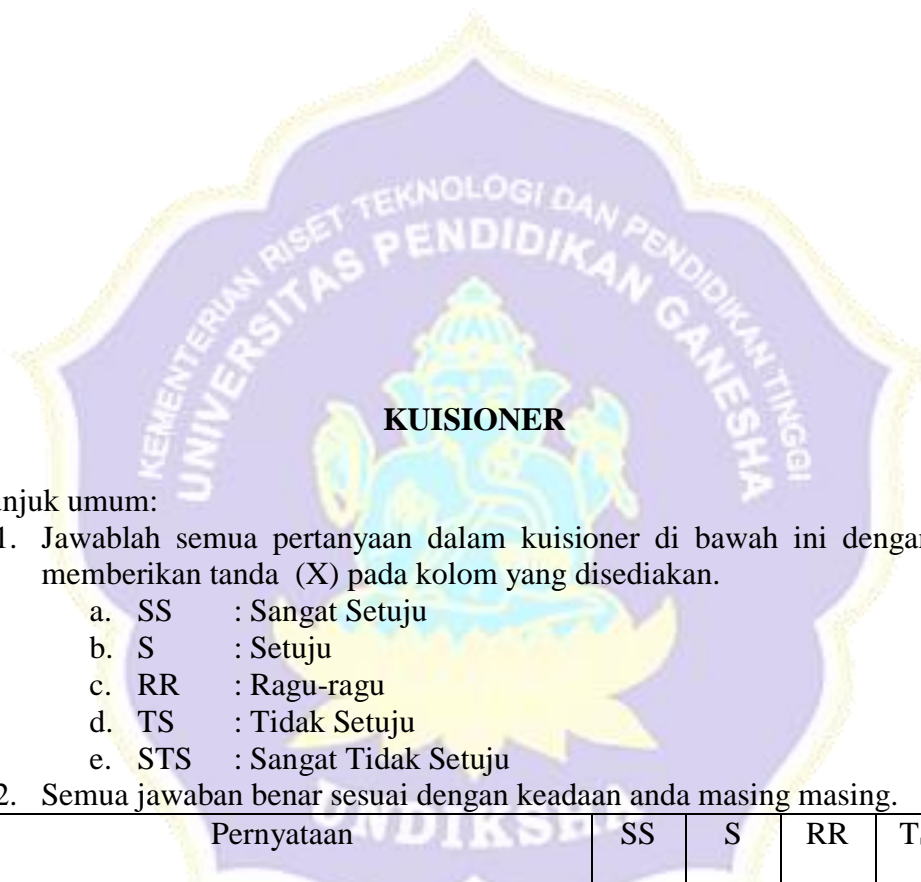 KEMENTERIAN RISET TEKNOLOGI DAN PENDIDIKAN TINGGI
UNIVERSITAS PENDIDIKAN GANESHA
KUISIONER
njuk umum:
1. Jawablah semua pertanyaan dalam kuisioner di bawah ini dengan
memberikan tanda (X) pada kolom yang disediakan.
a. SS : Sangat Setuju
b. S : Setuju
c. RR : Ragu-ragu
d. TS : Tidak Setuju
e. STS : Sangat Tidak Setuju
2. Semua jawaban benar sesuai dengan keadaan anda masing masing.
UNDIKSHA
Pernyataan SS S RR TS